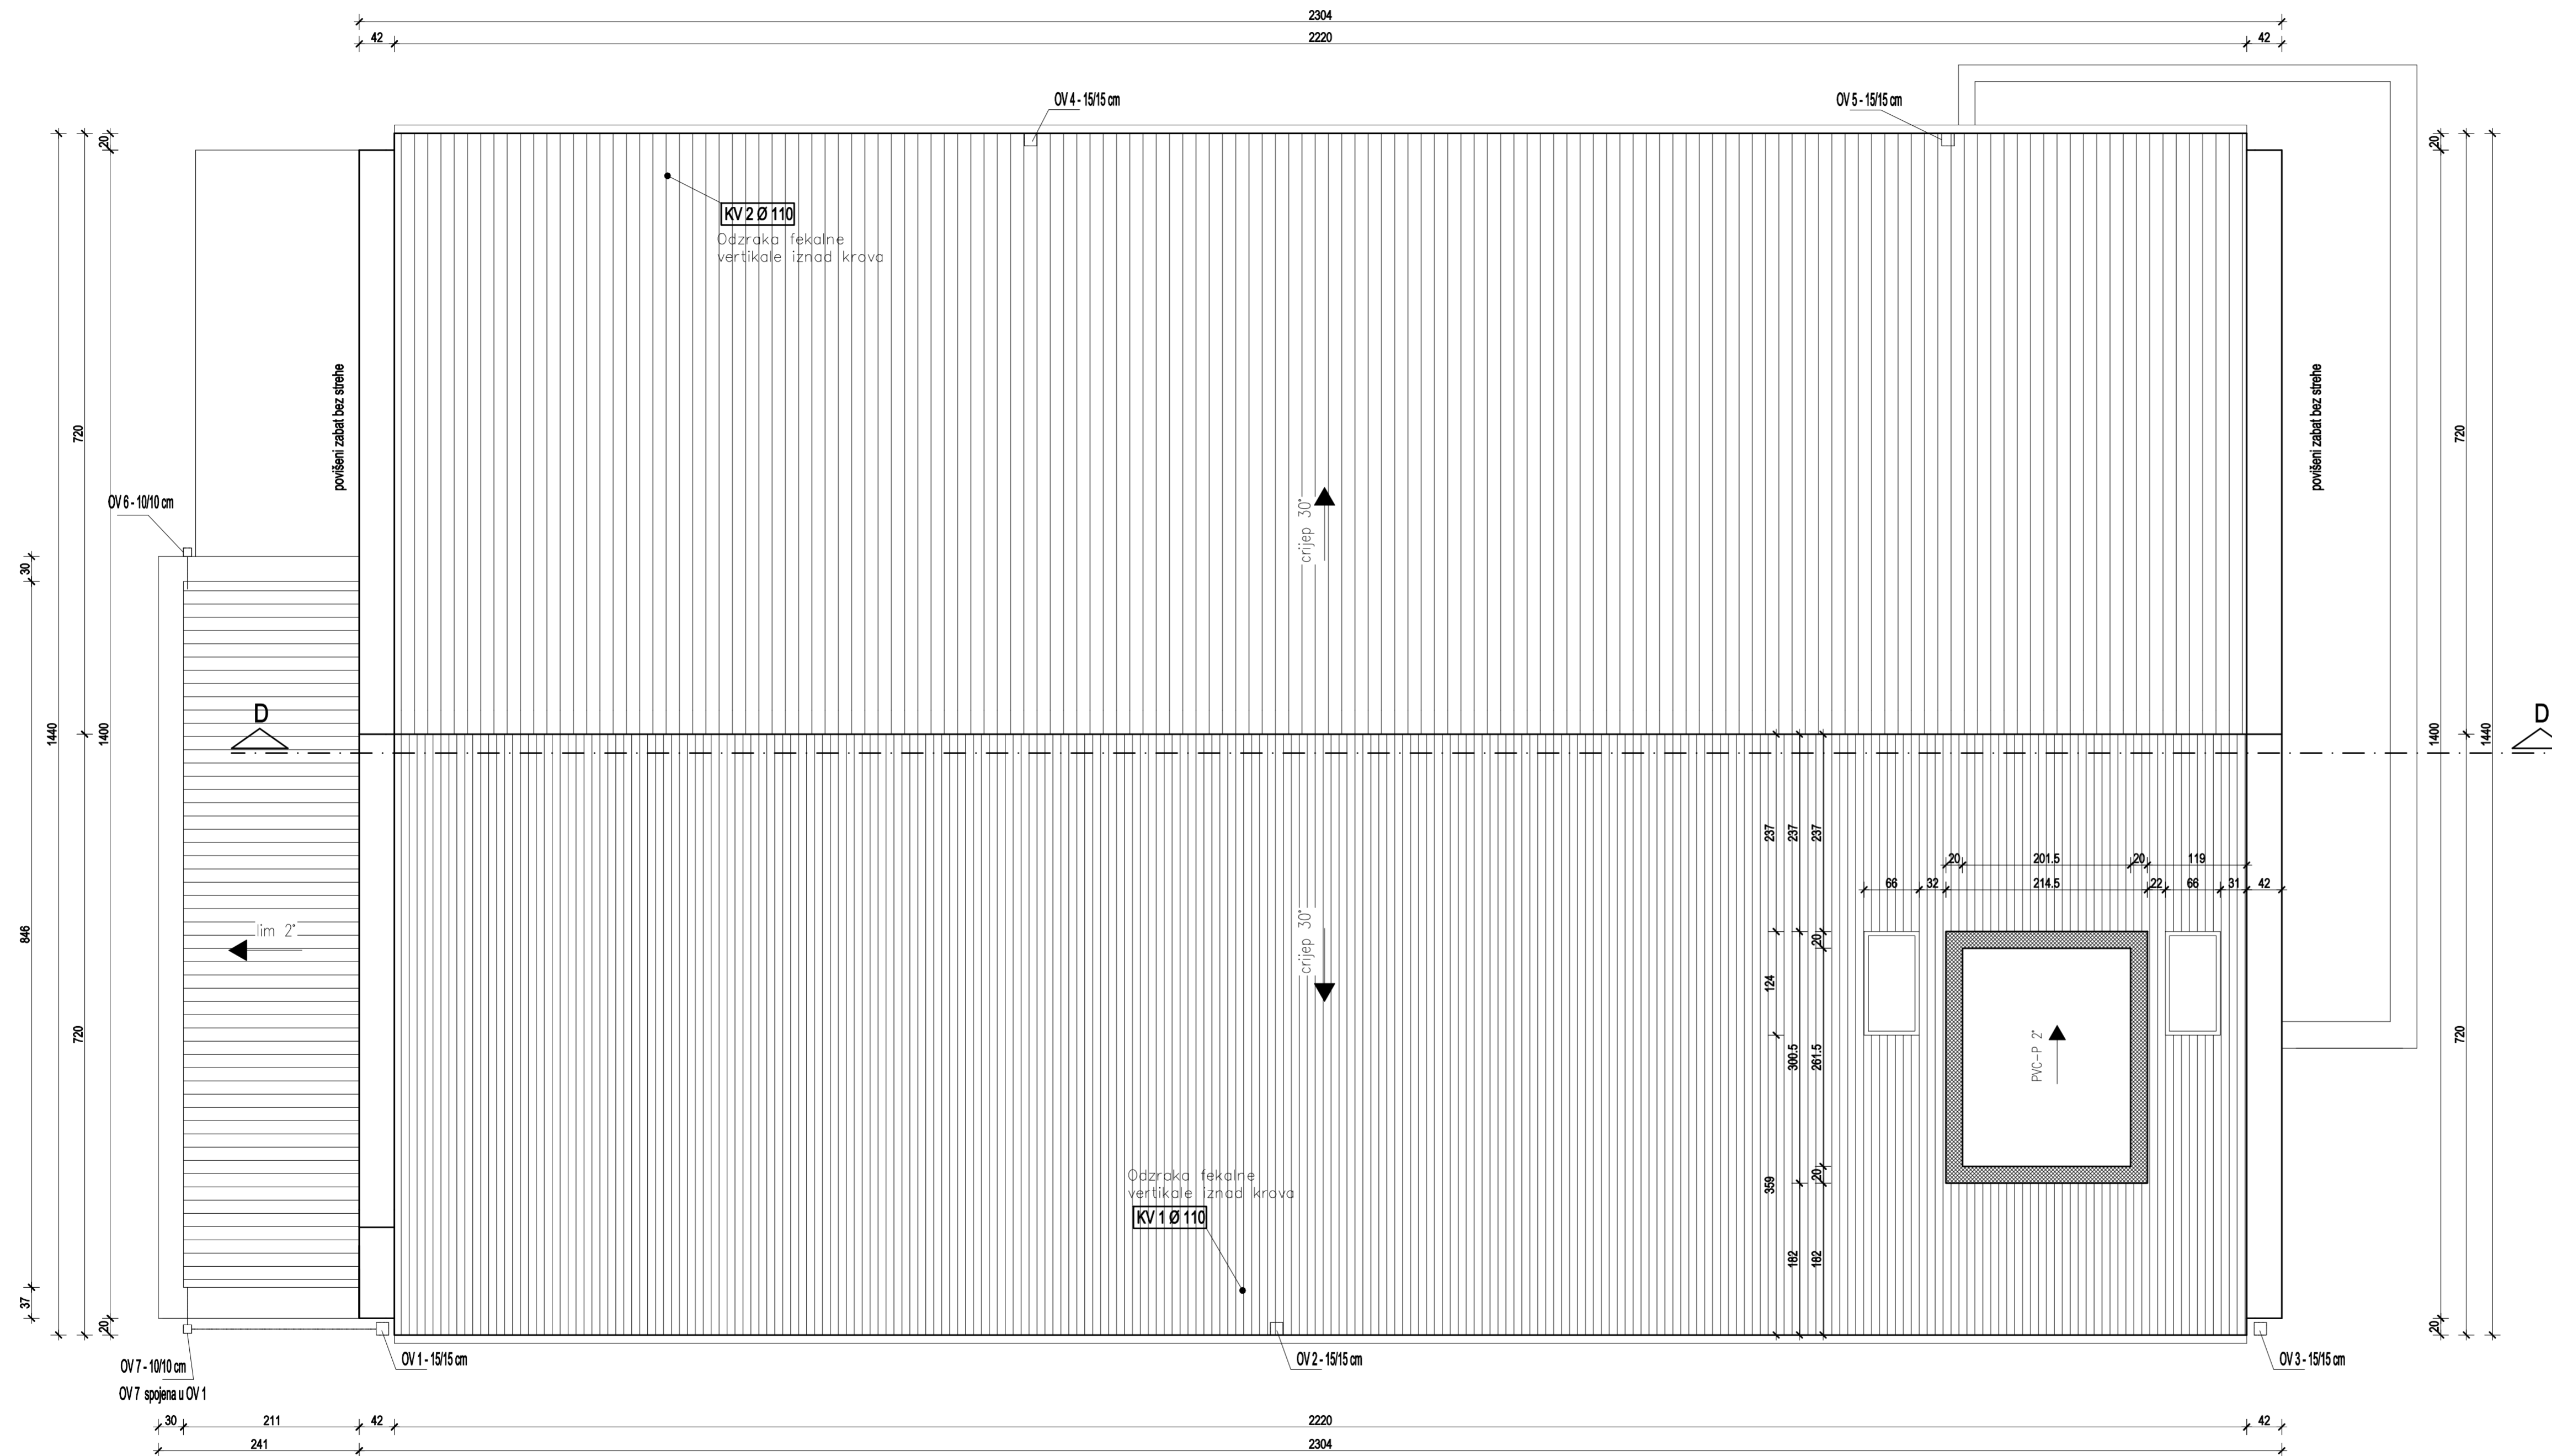 2304
42
2220
42
OV 4 - 15/15 cm
OV 5 - 15/15 cm
20
20
KV 2 Ø 110
Odzraka fekalne
vertikale iznad krova
povišeni zabat bez strehe
povišeni zabat bez strehe
720
720
OV 6 - 10/10 cm
crijep 30°
30
D
D
1440
1400
1400
1440
237
237
237
20
201.5
20
119
66
32
214.5
22
66
31
42
846
lim 2°
crijep 30°
20
124
720
300.5
261.5
PVC-P 2°
720
Odzraka fekalne
vertikale iznad krova
KV 1 Ø 110
359
20
182
182
37
20
20
OV 7 - 10/10 cm
OV 7 spojena u OV 1
OV 1 - 15/15 cm
OV 2 - 15/15 cm
OV 3 - 15/15 cm
30
211
42
2220
42
241
2304